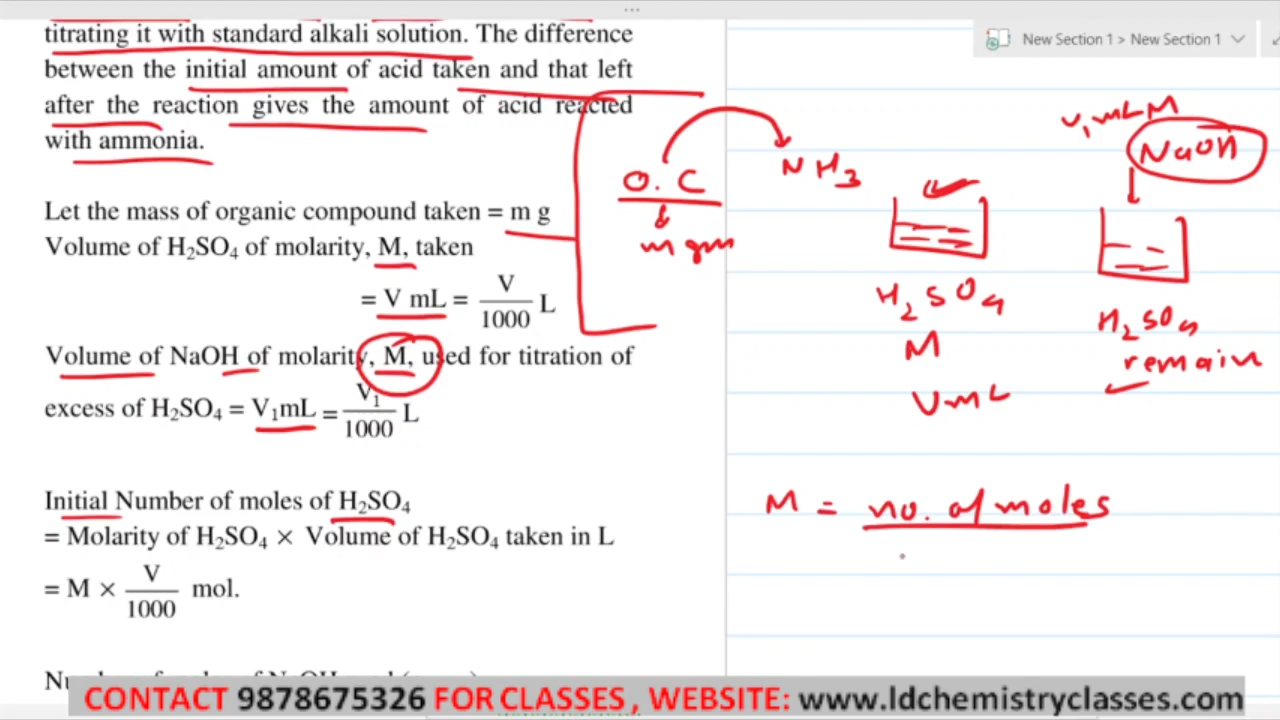 titrating it with standard alkali solution. The difference
between the initial amount of acid taken and that left
after the reaction gives the amount of acid reacted
with ammonia.
Let the mass of organic compound taken = m g
Volume of H₂SO₄ of molarity, M, taken
= V mL = V/1000 L
Volume of NaOH of molarity, M, used for titration of
excess of H₂SO₄ = V₁mL = V₁/1000 L
Initial Number of moles of H₂SO₄
= Molarity of H₂SO₄ × Volume of H₂SO₄ taken in L
= M × V/1000 mol.
New Section 1 > New Section 1
O. C
m gm
NH₃
H₂SO₄
M
V mL
V₁ mL M
NaOH
H₂SO₄
remain
M = no. of moles
CONTACT 9878675326 FOR CLASSES , WEBSITE: www.ldchemistryclasses.com